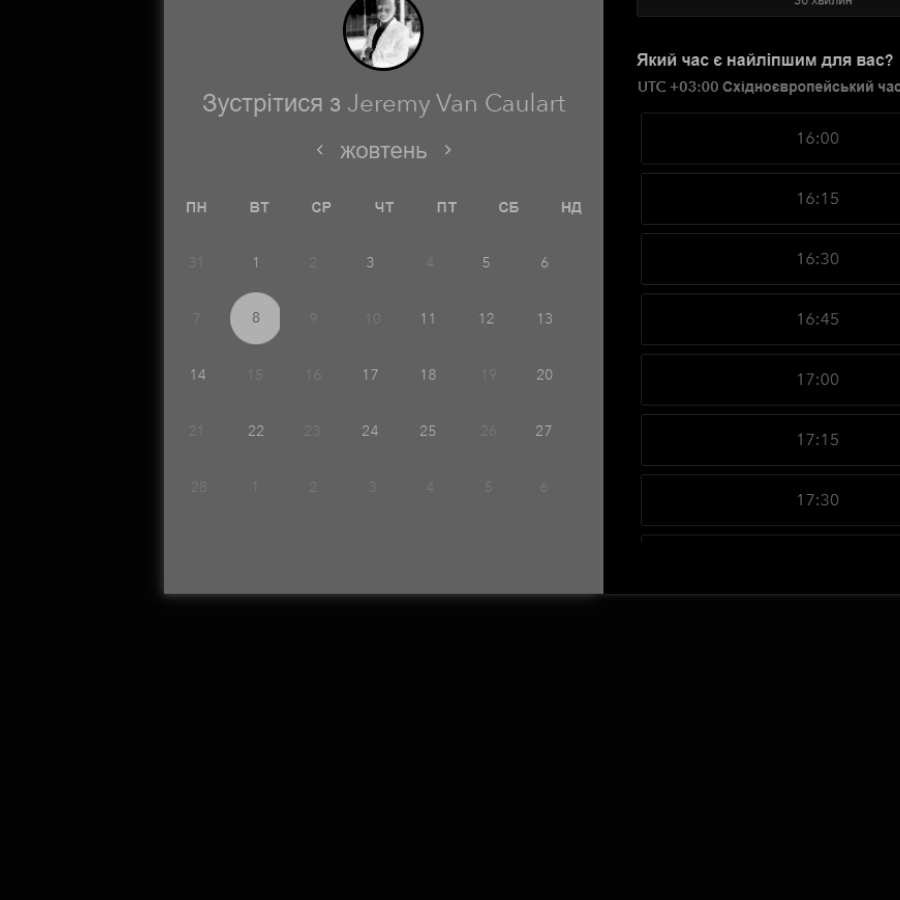 Зустрітися з Jeremy Van Caulart
< жовтень >
ПН ВТ СР ЧТ ПТ СБ НД
31 1 2 3 4 5 6
7 8 9 10 11 12 13
14 15 16 17 18 19 20
21 22 23 24 25 26 27
28 1 2 3 4 5 6
30 хвилин
Який час є найліпшим для вас?
UTC +03:00 Східноєвропейський час
16:00
16:15
16:30
16:45
17:00
17:15
17:30